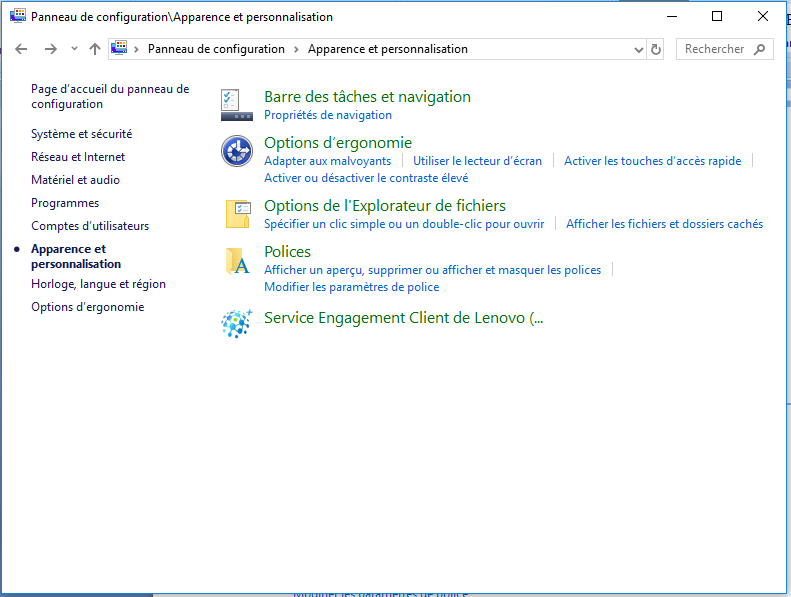 Panneau de configuration\Apparence et personnalisation
Panneau de configuration > Apparence et personnalisation
Rechercher
Page d'accueil du panneau de
configuration
Système et sécurité
Réseau et Internet
Matériel et audio
Programmes
Comptes d'utilisateurs
Apparence et
personnalisation
Horloge, langue et région
Options d'ergonomie
Barre des tâches et navigation
Propriétés de navigation
Options d'ergonomie
Adapter aux malvoyants | Utiliser le lecteur d'écran | Activer les touches d'accès rapide |
Activer ou désactiver le contraste élevé
Options de l'Explorateur de fichiers
Spécifier un clic simple ou un double-clic pour ouvrir | Afficher les fichiers et dossiers cachés
Polices
Afficher un aperçu, supprimer ou afficher et masquer les polices |
Modifier les paramètres de police
Service Engagement Client de Lenovo (...
Modifier les paramètres de police